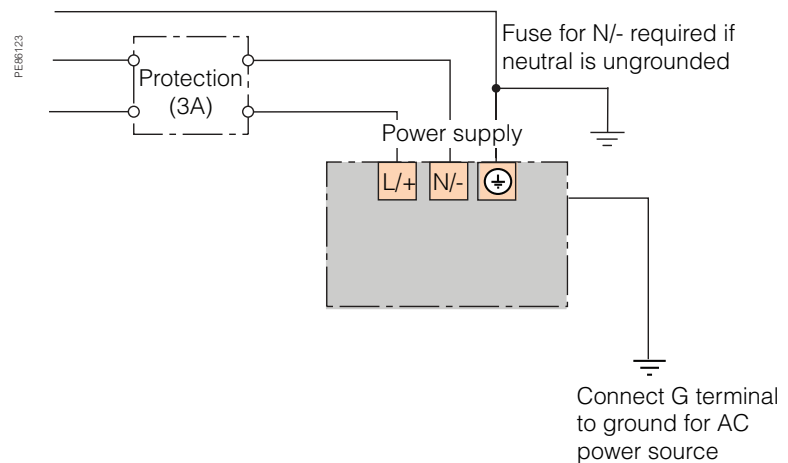 PE86123
Fuse for N/- required if
neutral is ungrounded
Protection
(3A)
Power supply
L/+
N/-
Connect G terminal
to ground for AC
power source